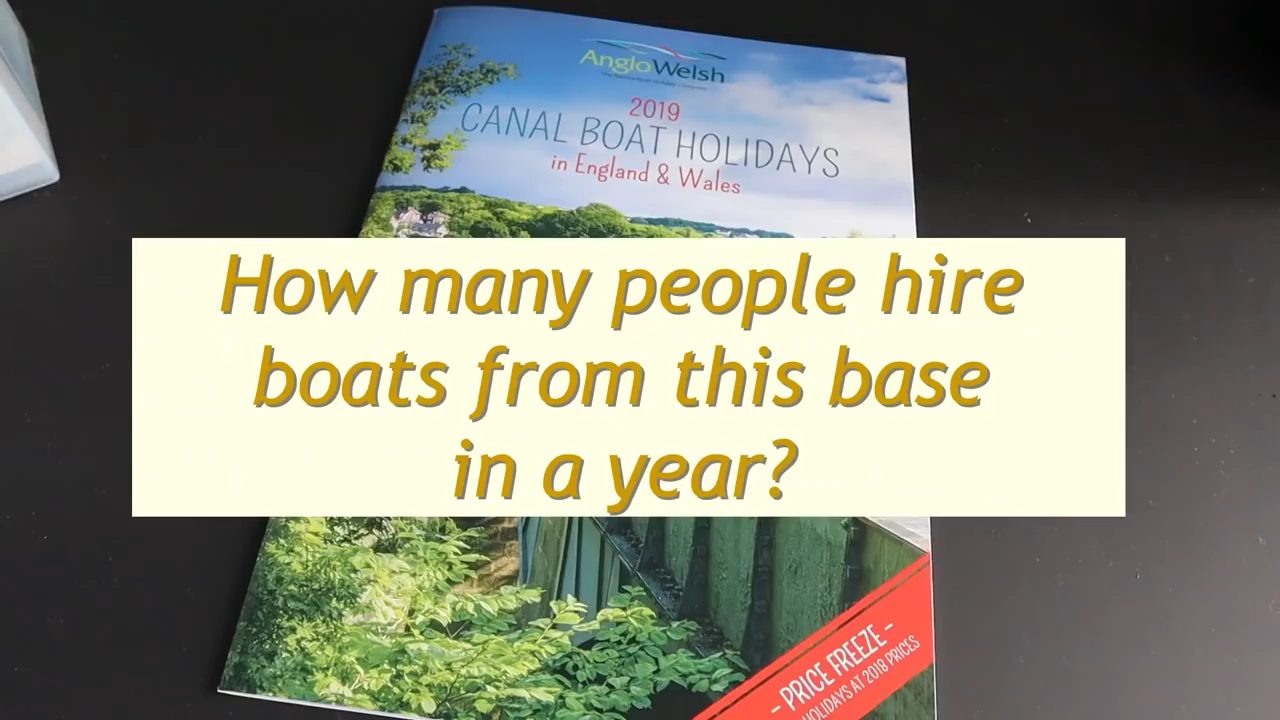 AngloWelsh
2019
CANAL BOAT HOLIDAYS
in England & Wales
How many people hire
boats from this base
in a year?
- PRICE FREEZE -
HOLIDAYS AT 2018 PRICES